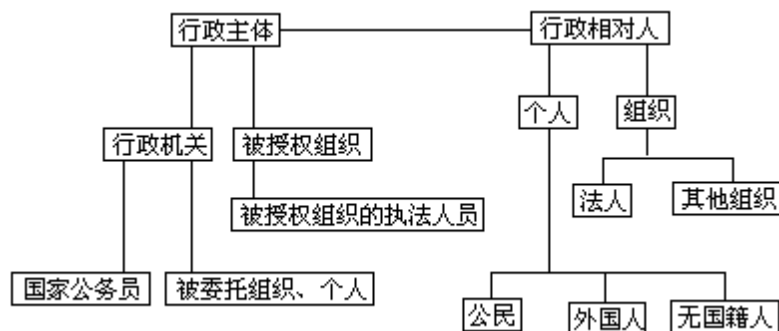 行政主体
行政相对人
个人
组织
行政机关
被授权组织
法人
其他组织
被授权组织的执法人员
国家公务员
被委托组织、个人
公民
外国人
无国籍人